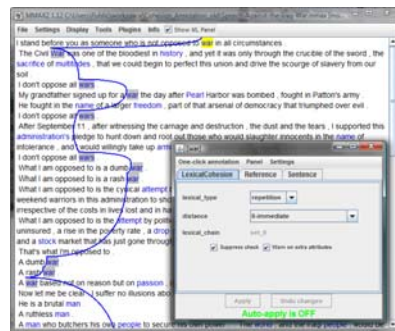 MMAX2 1.12
File Settings Display Tools Plugins Info Show ML Panel
I stand before you as someone who is not opposed to war in all circumstances .
The Civil War was one of the bloodiest in history , and yet it was only through the crucible of the sword , the
sacrifice of multitudes , that we could begin to perfect this union and drive the scourge of slavery from our
soil
I don't oppose all wars
My grandfather signed up for a war the day after Pearl Harbor was bombed , fought in Patton's army .
He fought in the name of a larger freedom , part of that arsenal of democracy that triumphed over evil .
I don't oppose all wars
After September 11 , after witnessing the carnage and destruction , the dust and the tears , I supported this
administration's pledge to hunt down and root out those who would slaughter innocents in the name of
intolerance , and would willingly take up arms
I don't oppose all wars
What I am opposed to is a dumb war
What I am opposed to is a rash war
What I am opposed to is the cynical attempt
weekend warriors in this administration to
irrespective of the costs in lives lost and in
What I am opposed to is the attempt by
uninsured , a rise in the poverty rate , a drop
and a stock market that has just gone through
That's what I'm opposed to .
A dumb war
A rash war
A war based not on reason but on passion ,
Now let me be clear : I suffer no illusions
He is a brutal man
A ruthless man .
A man who butchers his own people to secure his own power
war
One-click annotation Panel Settings
LexicalCohesion Reference Sentence
lexical_type repetition
distance
lexical_chain set_8
Suppress check Warn on extra attributes
Apply Undo changes
Auto-apply is OFF